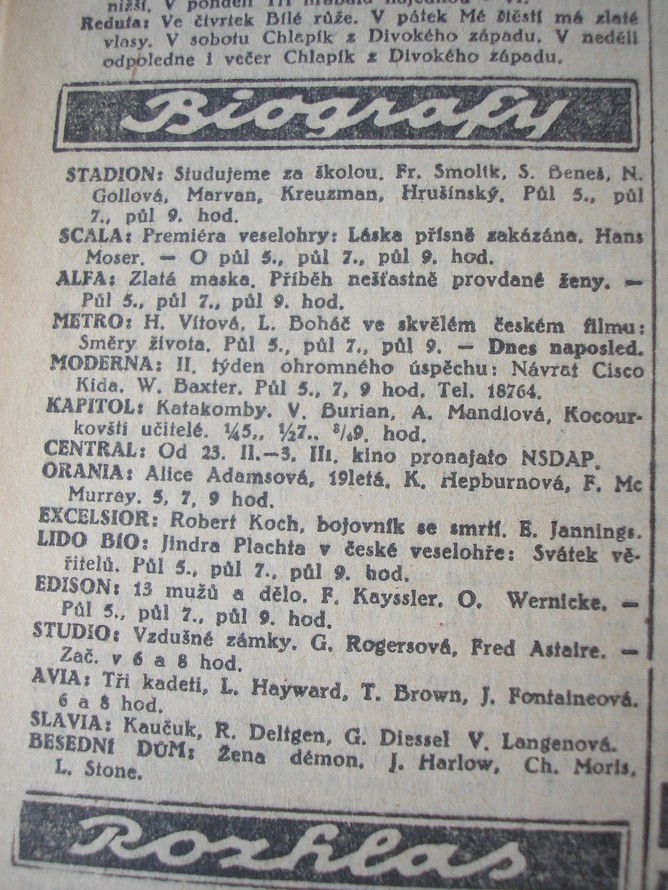 nižší. V pondělí Tři
Reduta: Ve čtvrtek Bílé růže. V pátek Mé štěstí má zlaté
vlasy. V sobotu Chlapík z Divokého západu. V neděli
odpoledne i večer Chlapík z Divokého západu.
Biografy
STADION: Studujeme za školou. Fr. Smolík, S. Beneš, N.
Gollová, Marvan, Kreuzman, Hrušínský. Půl 5., půl
7., půl 9. hod.
SCALA: Premiéra veselohry: Láska přísně zakázána. Hans
Moser. — O půl 5., půl 7., půl 9. hod.
ALFA: Zlatá maska. Příběh nešťastně provdané ženy. —
Půl 5., půl 7., půl 9. hod.
METRO: H. Vítová, L. Boháč ve skvělém českém filmu:
Směry života. Půl 5., půl 7., půl 9. — Dnes naposled.
MODERNA: II. týden ohromného úspěchu: Návrat Cisco
Kida. W. Baxter. Půl 5., 7, 9 hod. Tel. 18764.
KAPITOL: Katakomby. V. Burian, A. Mandlová, Kocour-
kovští učitelé. ¼5., ½7., ¾9. hod.
CENTRAL: Od 23. II.—3. III. kino pronajato NSDAP.
ORANIA: Alice Adamsová, 19letá. K. Hepburnová, F. Mc
Murray. 5, 7, 9 hod.
EXCELSIOR: Robert Koch, bojovník se smrtí. E. Jannings.
LIDO BIO: Jindra Plachta v české veselohře: Svátek vě-
řitelů. Půl 5., půl 7., půl 9. hod.
EDISON: 13 mužů a dělo. F. Kayssler. O. Wernicke. —
Půl 5., půl 7., půl 9. hod.
STUDIO: Vzdušné zámky. G. Rogersová, Fred Astaire. —
Zač. v 6 a 8 hod.
AVIA: Tři kadeti, L. Hayward, T. Brown, J. Fontaineová.
6 a 8 hod.
SLAVIA: Kaučuk, R. Deltgen, G. Diessel V. Langenová.
BESEDNÍ DŮM: Žena démon. J. Harlow, Ch. Moris,
L. Stone.
Rozhlas